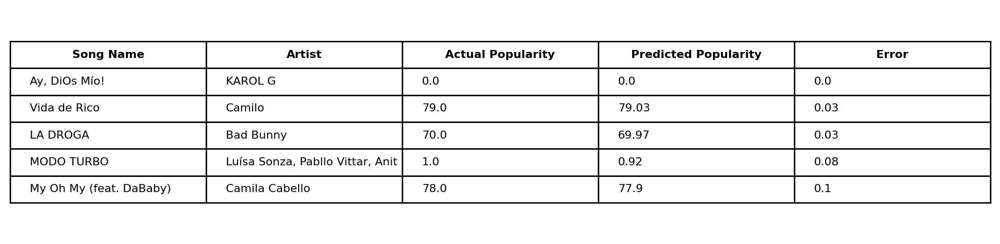 Song Name Artist Actual Popularity Predicted Popularity Error
Ay, DiOs Mío! KAROL G 0.0 0.0 0.0
Vida de Rico Camilo 79.0 79.03 0.03
LA DROGA Bad Bunny 70.0 69.97 0.03
MODO TURBO Luísa Sonza, Pabllo Vittar, Anit 1.0 0.92 0.08
My Oh My (feat. DaBaby) Camila Cabello 78.0 77.9 0.1